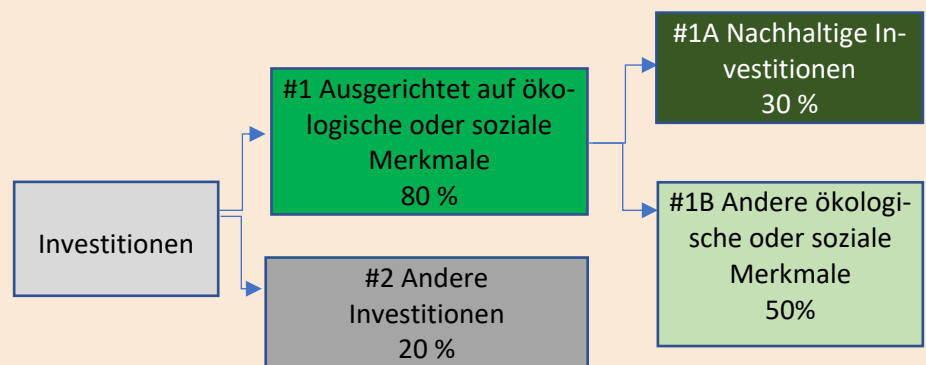 Investitionen
#1 Ausgerichtet auf öko-
logische oder soziale
Merkmale
80 %
#2 Andere
Investitionen
20 %
#1A Nachhaltige In-
vestitionen
30 %
#1B Andere ökologi-
sche oder soziale
Merkmale
50%